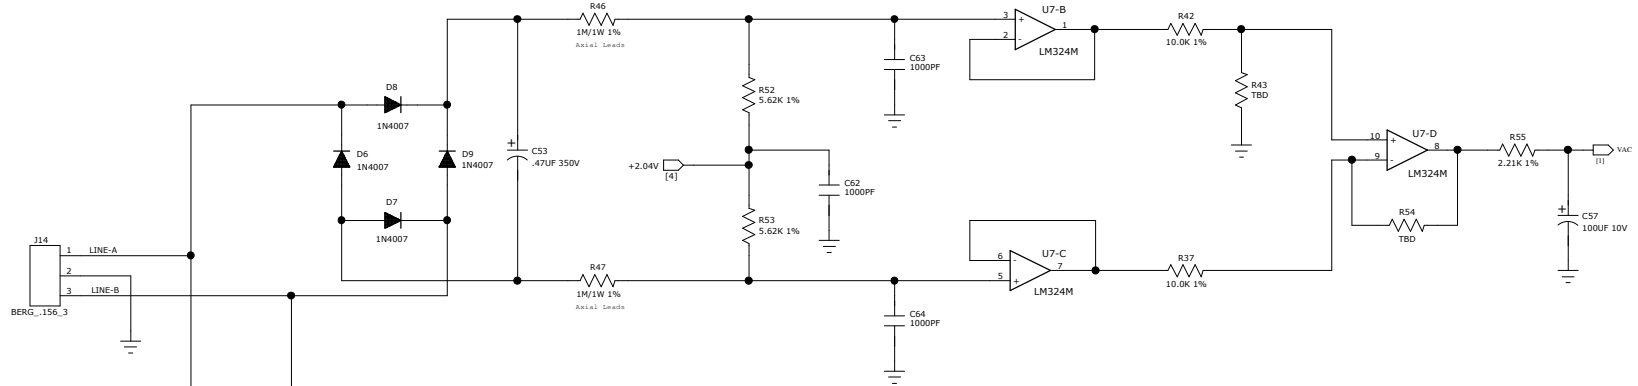 R46
1M/1W 1%
Axial Leads
U7-B
3
+
1
2
-
LM324M
R42
10.0K 1%
C63
1000PF
D8
1N4007
R52
5.62K 1%
R43
TBD
D6
1N4007
D9
1N4007
+
C53
.47UF 350V
+2.04V
[4]
C62
1000PF
10
+
U7-D
8
9
-
LM324M
R55
2.21K 1%
VAC
[1]
D7
1N4007
R53
5.62K 1%
R54
TBD
+
C57
100UF 10V
J14
1
LINE-A
2
3
LINE-B
BERG_.156_3
R47
1M/1W 1%
Axial Leads
6
-
U7-C
7
5
+
LM324M
R37
10.0K 1%
C64
1000PF